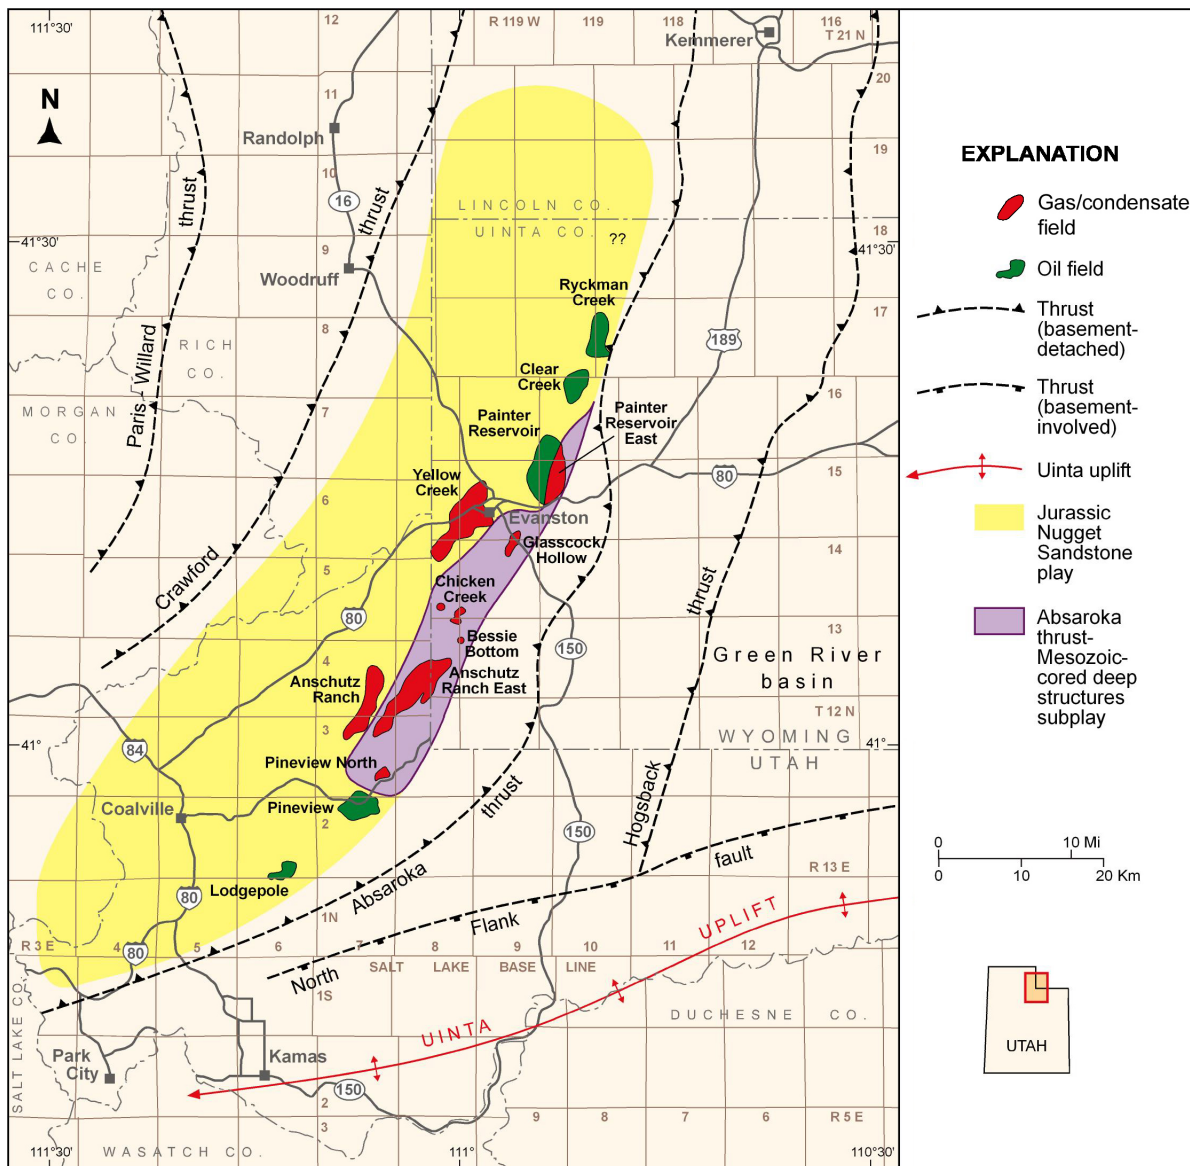 111°30'
12
R 119 W
119
118
116
T 21 N
Kemmerer
20
N
11
Randolph
19
thrust
10
16
thrust
LINCOLN CO.
UINTA CO.
??
18
41°30'
9
41°30'
CACHE
CO.
Woodruff
Ryckman
Creek
17
8
RICH
CO.
189
Paris - Willard
Clear
Creek
16
MORGAN
CO.
7
Painter
Reservoir
Painter
Reservoir
East
15
80
Yellow
Creek
6
Evanston
Glasscock
Hollow
14
5
Crawford
Chicken
Creek
thrust
80
13
Bessie
Bottom
150
4
Green River
basin
Anschutz
Ranch
Anschutz
Ranch East
T 12 N
3
41°
84
WYOMING
41°
UTAH
Pineview North
Hogsback
thrust
Coalville
Pineview
2
150
fault
R 13 E
Lodgepole
80
Absaroka
1N
Flank
UPLIFT
R 3 E
4
5
6
7
8
9
10
11
12
80
SALT LAKE BASE LINE
North
1S
SALT LAKE CO.
UINTA
DUCHESNE CO.
Park
City
Kamas
150
2
3
9
8
7
6
R 5 E
WASATCH CO.
111°30'
111°
110°30'
EXPLANATION
Gas/condensate
field
Oil field
Thrust
(basement-
detached)
Thrust
(basement-
involved)
Uinta uplift
Jurassic
Nugget
Sandstone
play
Absaroka
thrust-
Mesozoic-
cored deep
structures
subplay
0
10 Mi
0
10
20 Km
UTAH